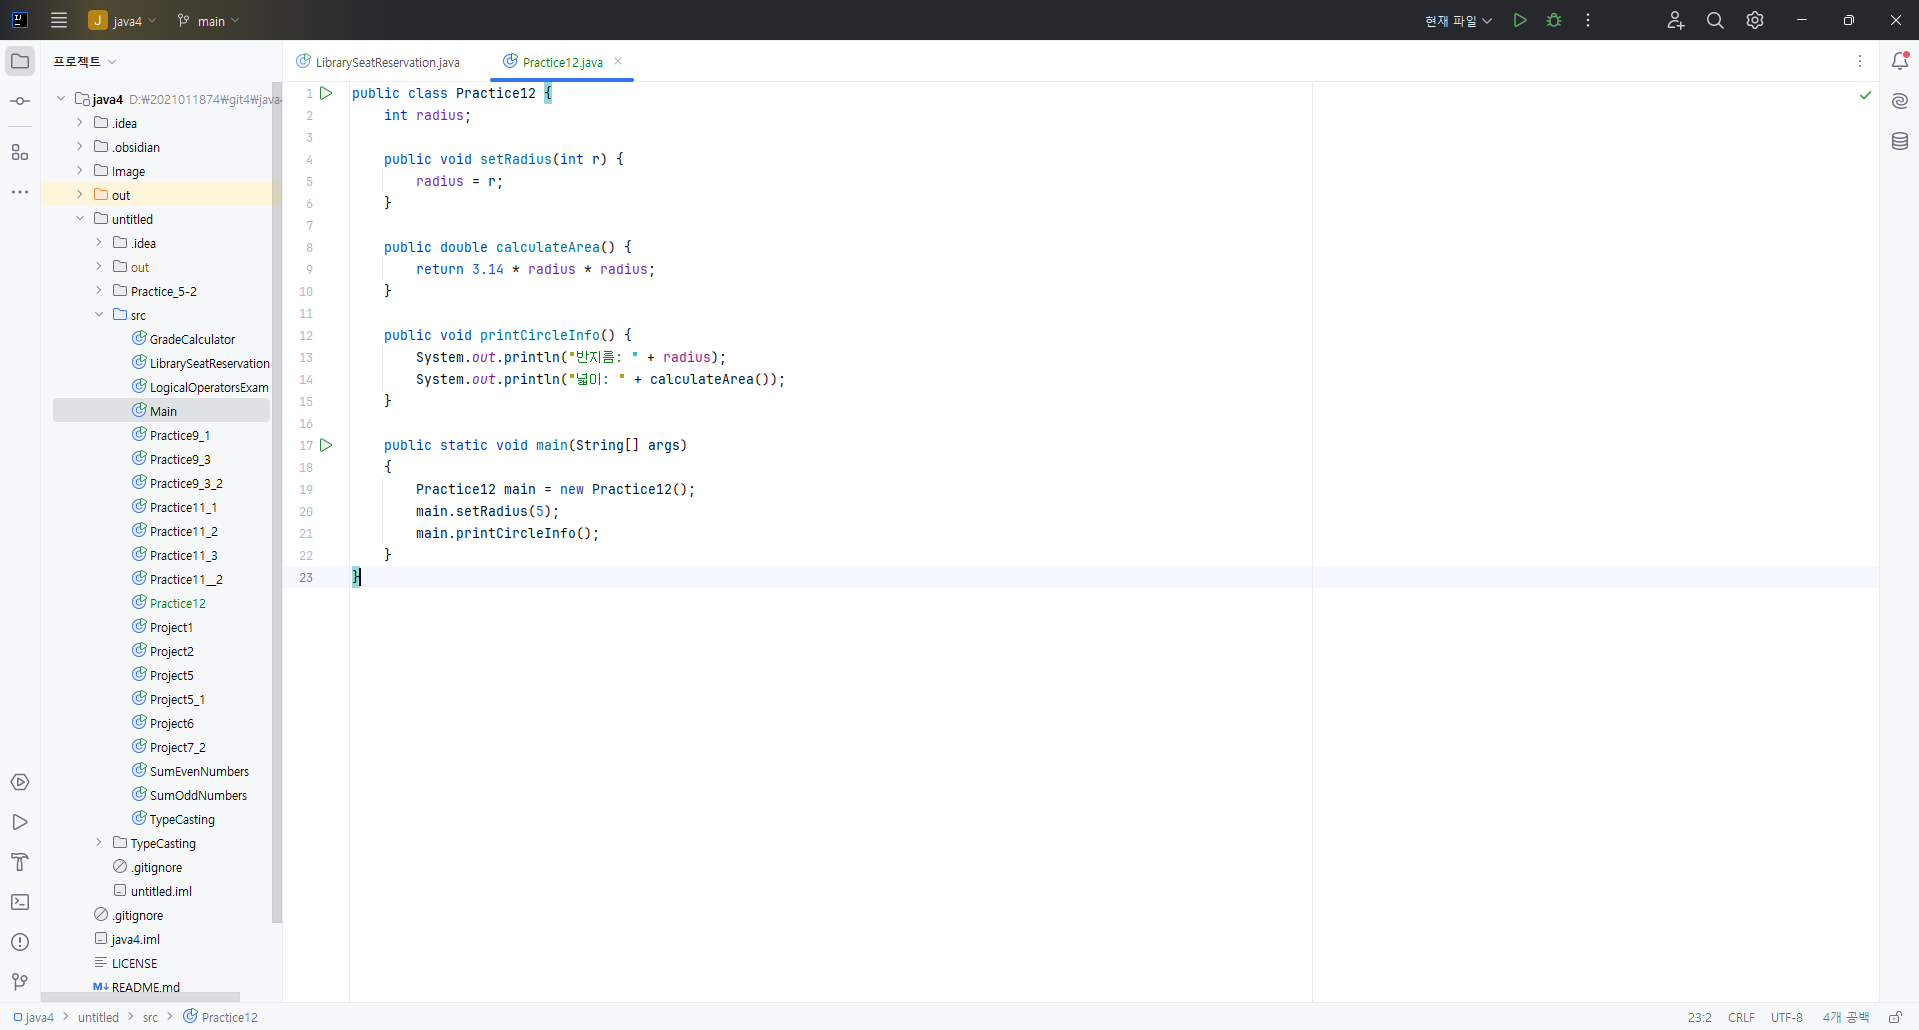 J java4 main 현재 파일
프로젝트
LibrarySeatReservation.java Practice12.java
java4 D:₩2021011874₩git4₩java4
.idea
.obsidian
Image
out
untitled
.idea
out
Practice_5-2
src
GradeCalculator
LibrarySeatReservation
LogicalOperatorsExam
Main
Practice9_1
Practice9_3
Practice9_3_2
Practice11_1
Practice11_2
Practice11_3
Practice11__2
Practice12
Project1
Project2
Project5
Project5_1
Project6
Project7_2
SumEvenNumbers
SumOddNumbers
TypeCasting
TypeCasting
.gitignore
untitled.iml
.gitignore
java4.iml
LICENSE
M↓ README.md
1 public class Practice12 {
2 int radius;
3
4 public void setRadius(int r) {
5 radius = r;
6 }
7
8 public double calculateArea() {
9 return 3.14 * radius * radius;
10 }
11
12 public void printCircleInfo() {
13 System.out.println("반지름: " + radius);
14 System.out.println("넓이: " + calculateArea());
15 }
16
17 public static void main(String[] args)
18 {
19 Practice12 main = new Practice12();
20 main.setRadius(5);
21 main.printCircleInfo();
22 }
23 }
java4 > untitled > src > Practice12 23:2 CRLF UTF-8 4개 공백